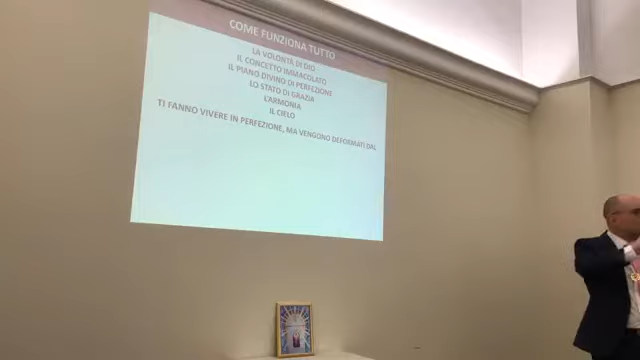 COME FUNZIONA TUTTO
LA VOLONTÀ DI DIO
IL CONCETTO IMMACOLATO
IL PIANO DIVINO DI PERFEZIONE
LO STATO DI GRAZIA
L'ARMONIA
IL CIELO
TI FANNO VIVERE IN PERFEZIONE, MA VENGONO DEFORMATI DAL